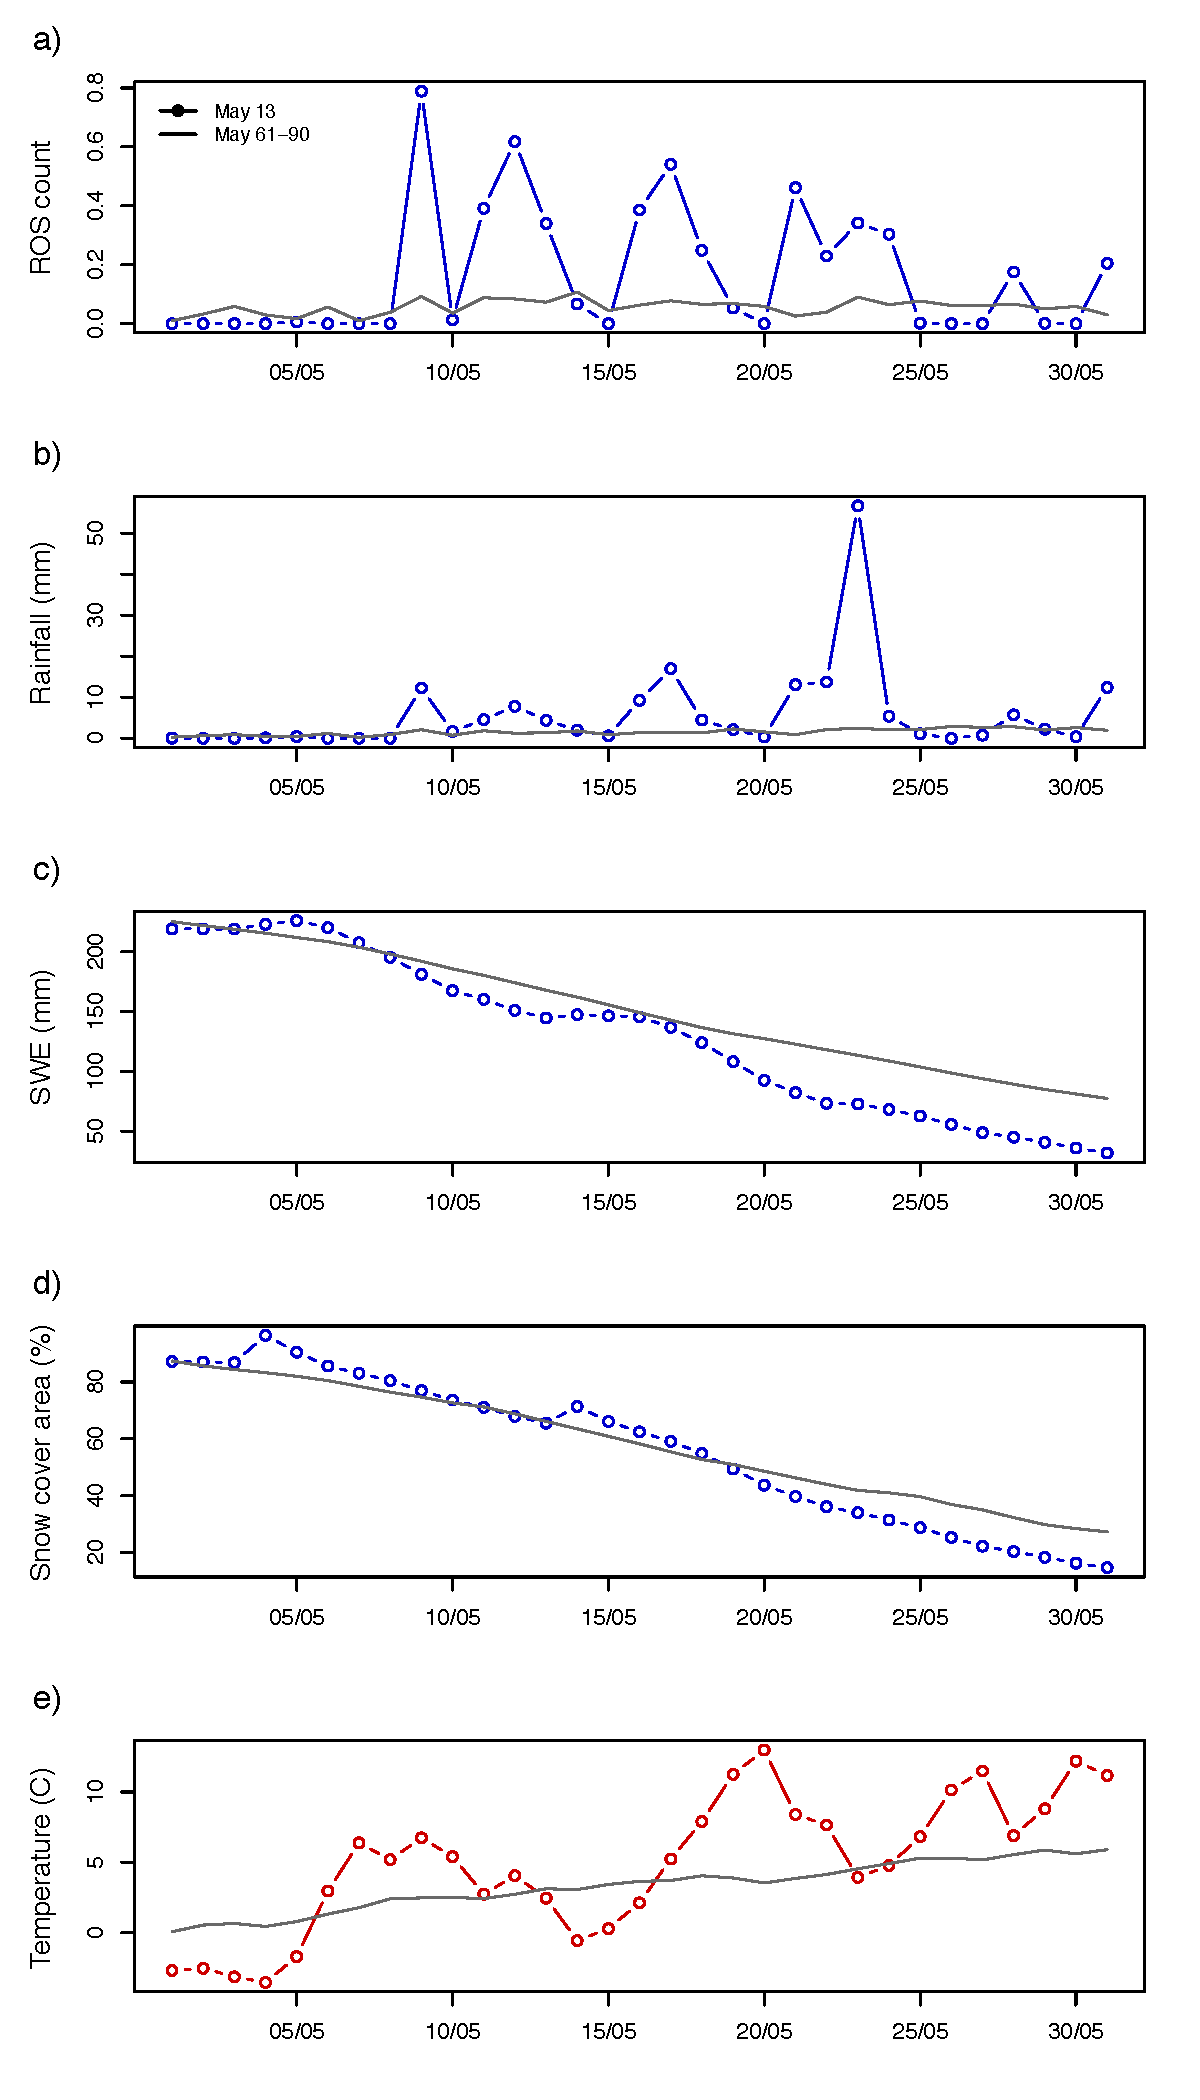 a)
ROS count
0.8
0.6
0.4
0.2
0.0
May 13
May 61–90
05/05 10/05 15/05 20/05 25/05 30/05
b)
Rainfall (mm)
50
30
10
0
05/05 10/05 15/05 20/05 25/05 30/05
c)
SWE (mm)
200
150
100
50
05/05 10/05 15/05 20/05 25/05 30/05
d)
Snow cover area (%)
80
60
40
20
05/05 10/05 15/05 20/05 25/05 30/05
e)
Temperature (C)
10
5
0
05/05 10/05 15/05 20/05 25/05 30/05